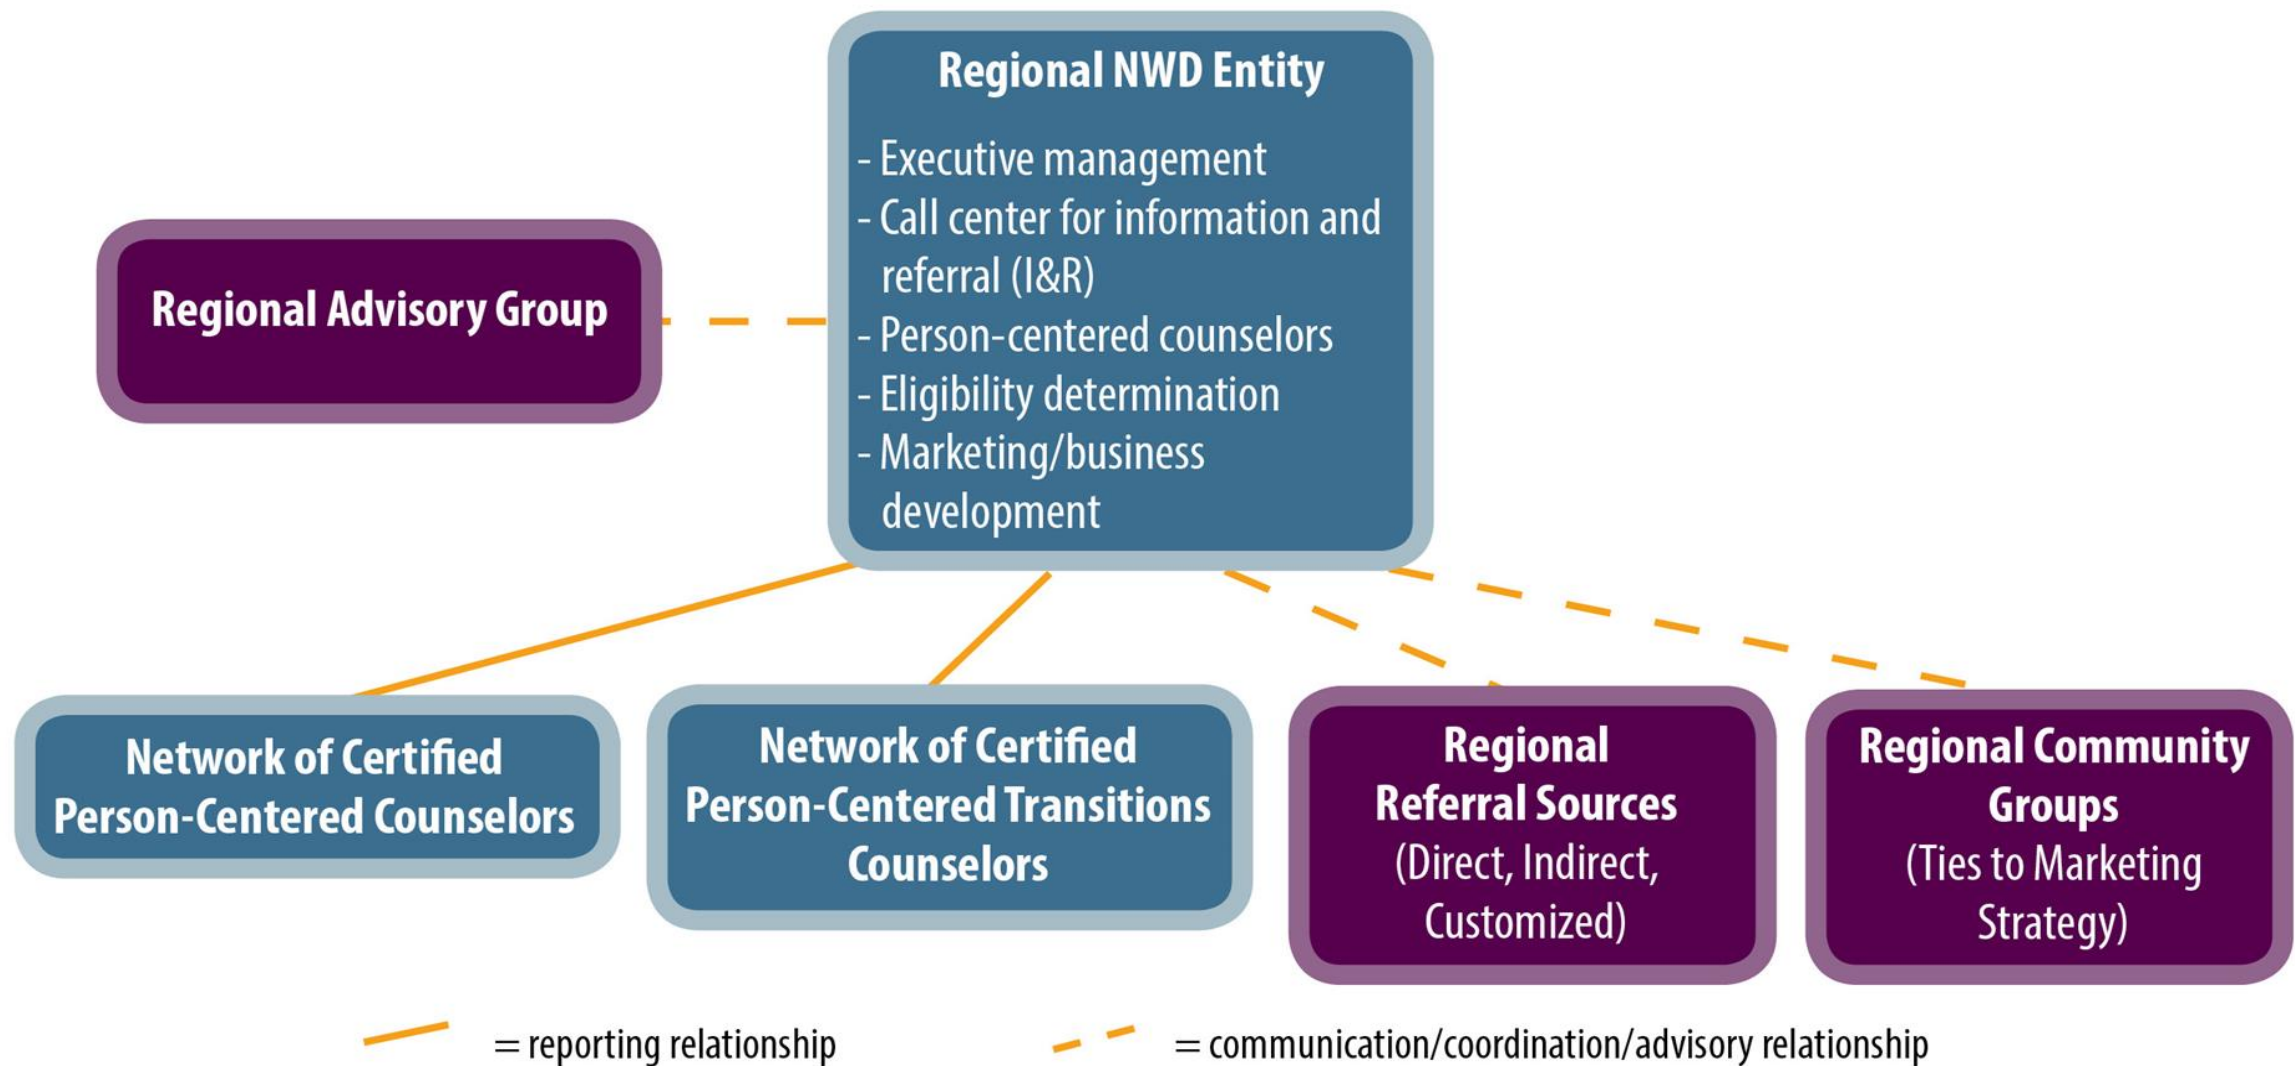 Regional NWD Entity
- Executive management
- Call center for information and
referral (I&R)
- Person-centered counselors
- Eligibility determination
- Marketing/business
development
Regional Advisory Group
Network of Certified
Person-Centered Counselors
Network of Certified
Person-Centered Transitions
Counselors
Regional
Referral Sources
(Direct, Indirect,
Customized)
Regional Community
Groups
(Ties to Marketing
Strategy)
= reporting relationship
= communication/coordination/advisory relationship